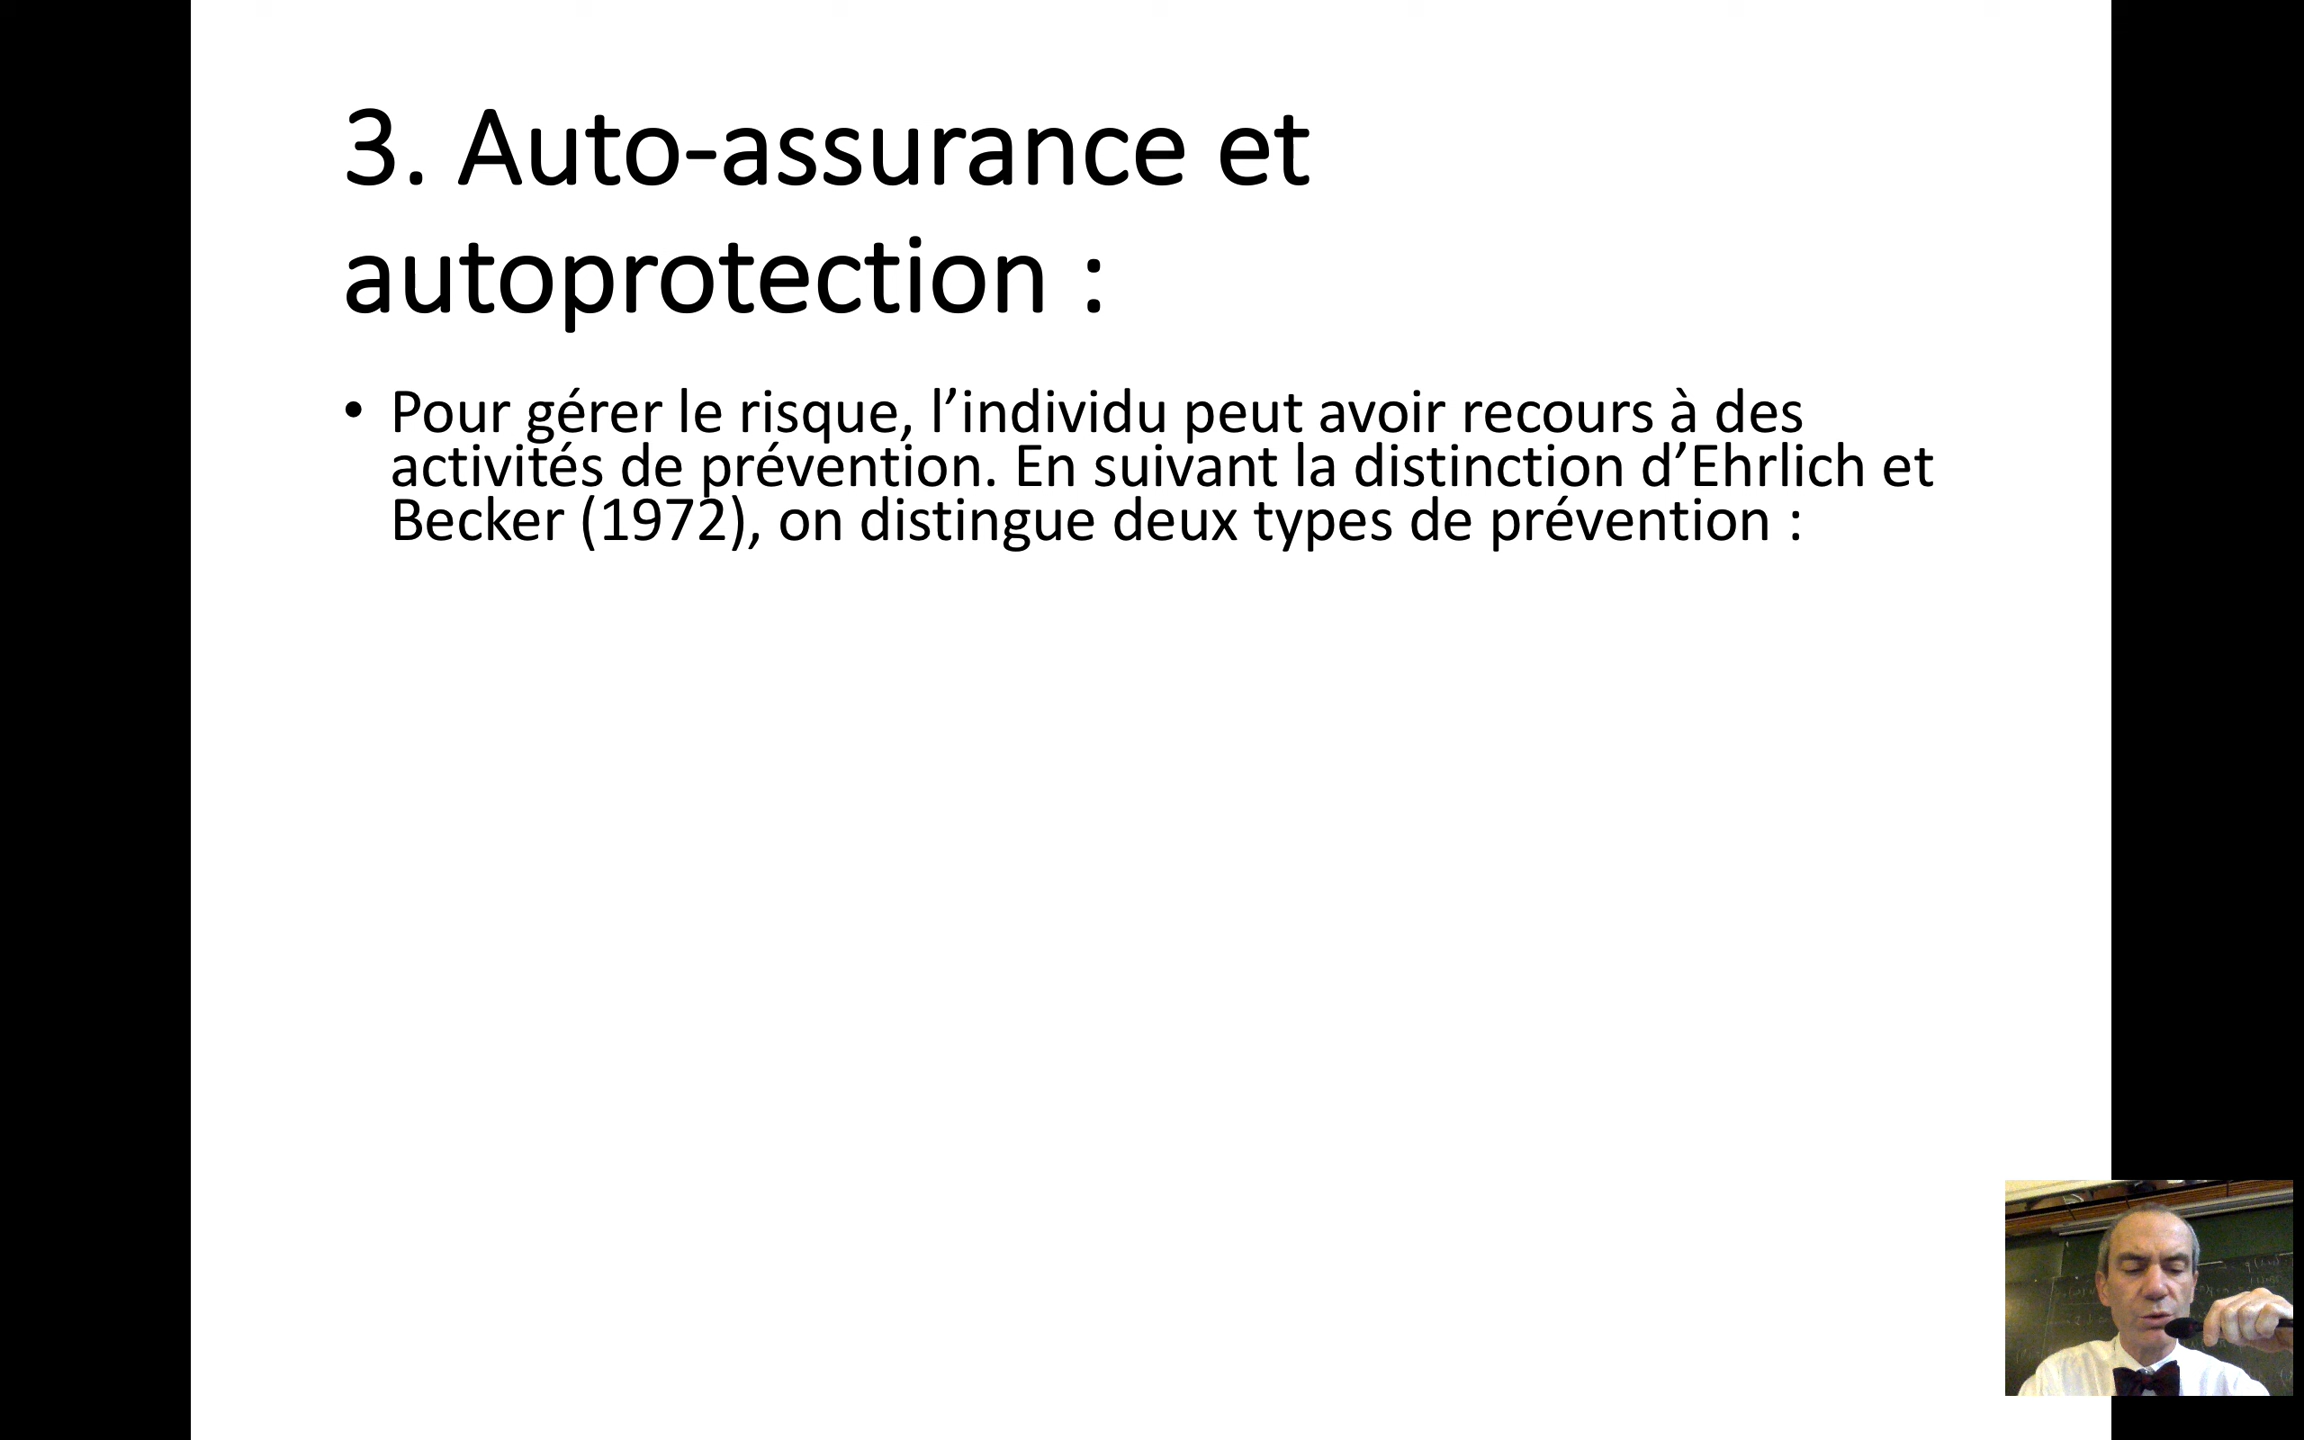 3. Auto-assurance et
autoprotection :
• Pour gérer le risque, l’individu peut avoir recours à des
activités de prévention. En suivant la distinction d’Ehrlich et
Becker (1972), on distingue deux types de prévention :